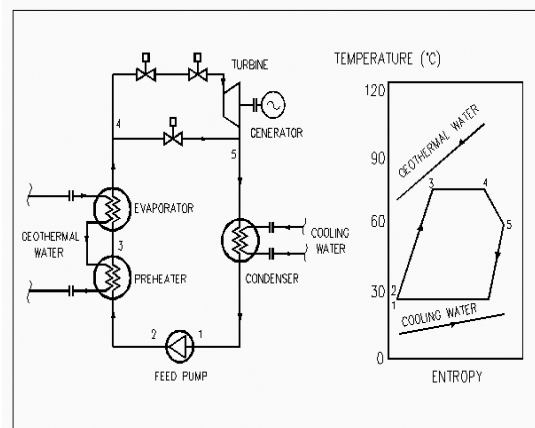 TURBINE
GENERATOR
4
5
EVAPORATOR
GEOTHERMAL
WATER
3
PREHEATER
COOLING
WATER
CONDENSER
2
1
FEED PUMP
TEMPERATURE (°C)
120
90
60
30
0
GEOTHERMAL WATER
3
4
5
2
1
COOLING WATER
ENTROPY